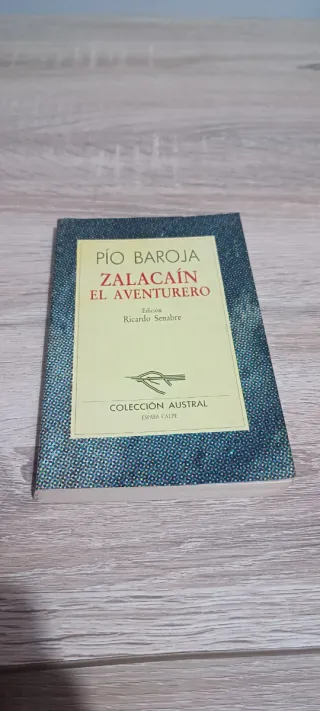 PÍO BAROJA
ZALACAÍN
EL AVENTURERO
Edición
Ricardo Senabre
COLECCIÓN AUSTRAL
ESPASA CALPE